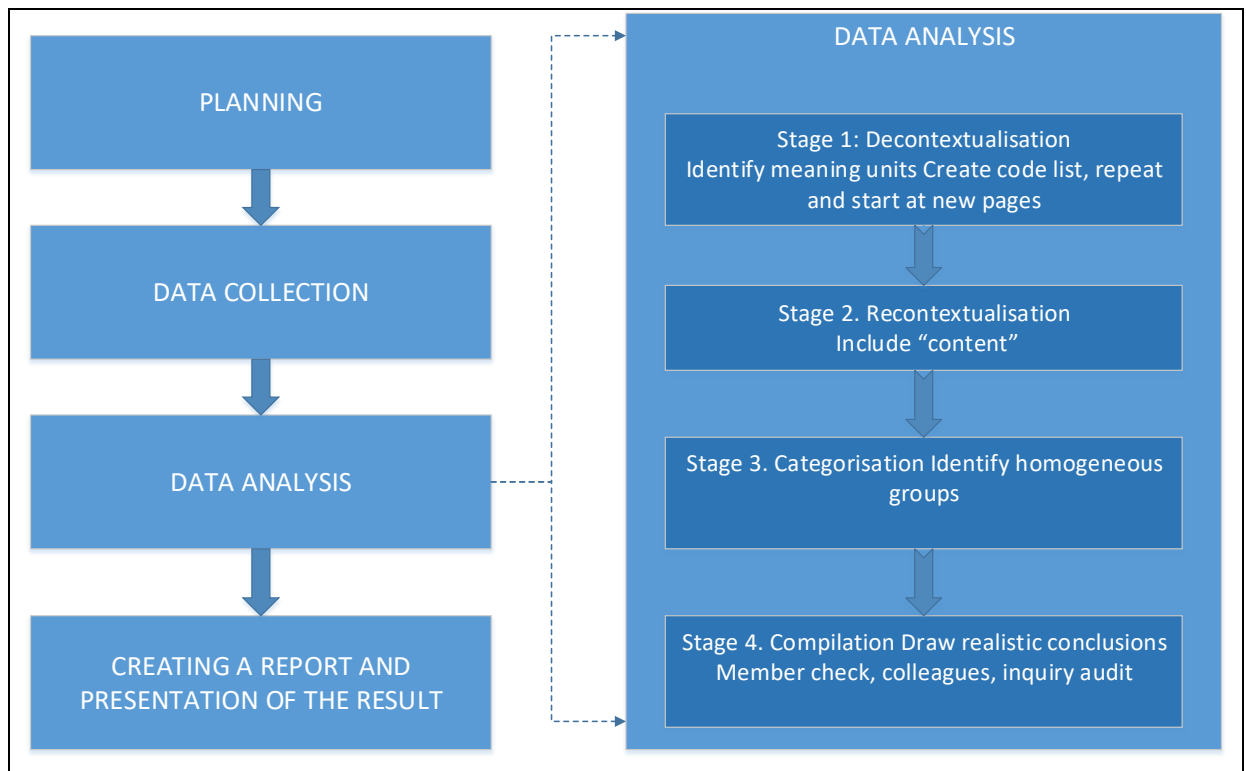 PLANNING
DATA COLLECTION
DATA ANALYSIS
CREATING A REPORT AND
PRESENTATION OF THE RESULT
DATA ANALYSIS
Stage 1: Decontextualisation
Identify meaning units Create code list, repeat
and start at new pages
Stage 2. Recontextualisation
Include “content”
Stage 3. Categorisation Identify homogeneous
groups
Stage 4. Compilation Draw realistic conclusions
Member check, colleagues, inquiry audit